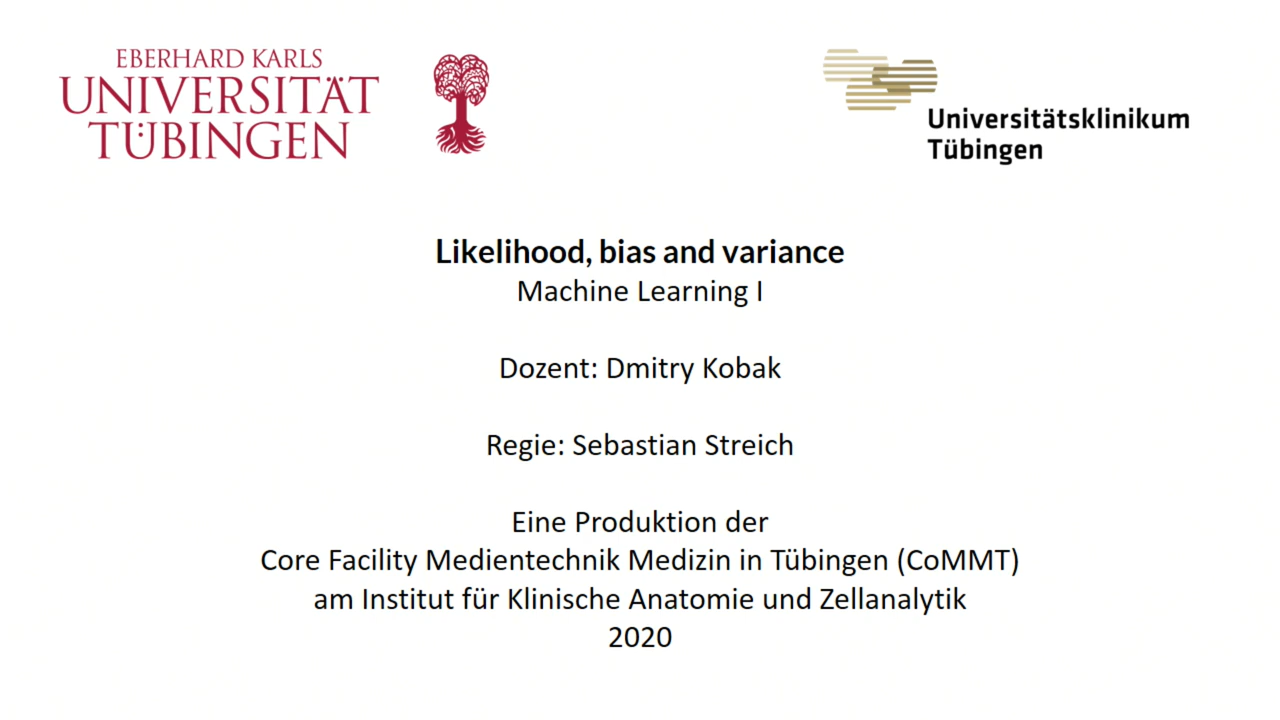 EBERHARD KARLS
UNIVERSITÄT
TÜBINGEN
Universitätsklinikum
Tübingen
Likelihood, bias and variance
Machine Learning I
Dozent: Dmitry Kobak
Regie: Sebastian Streich
Eine Produktion der
Core Facility Medientechnik Medizin in Tübingen (CoMMT)
am Institut für Klinische Anatomie und Zellanalytik
2020